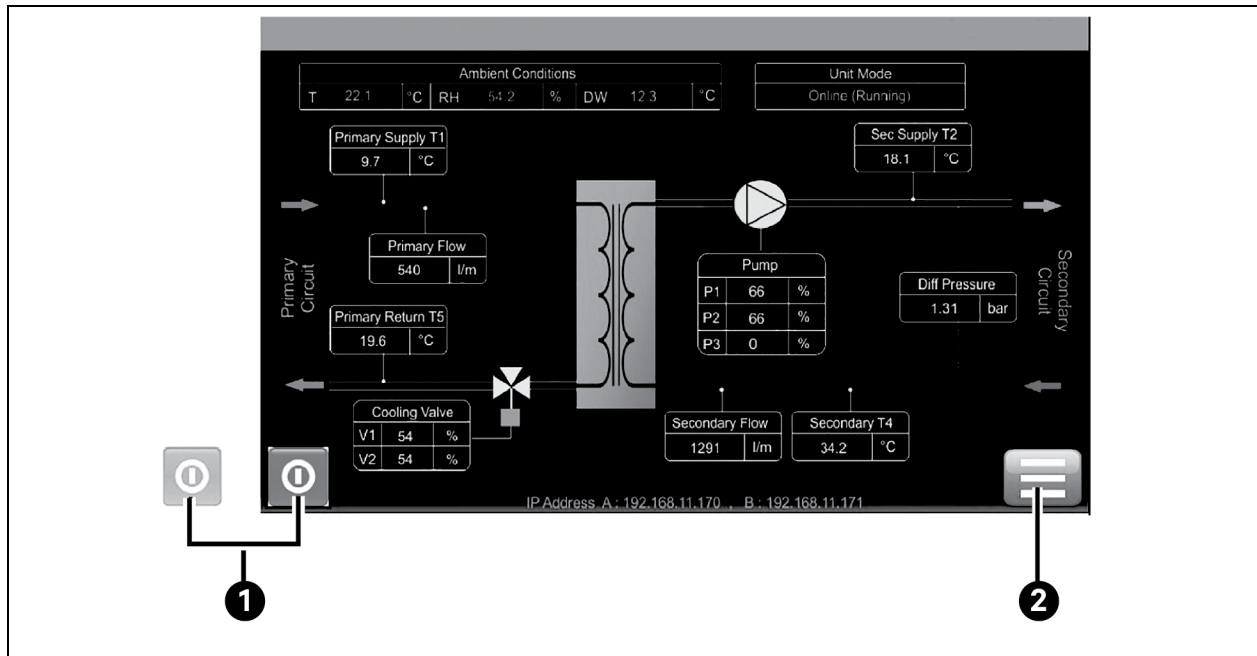 Ambient Conditions
T 22.1 °C RH 54.2 % DW 12.3 °C
Unit Mode
Online (Running)
Primary Supply T1
9.7 °C
Sec Supply T2
18.1 °C
Primary Flow
540 l/m
Primary
Circuit
Pump
P1 66 %
P2 66 %
P3 0 %
Diff Pressure
1.31 bar
Secondary
Circuit
Primary Return T5
19.6 °C
Cooling Valve
V1 54 %
V2 54 %
Secondary Flow
1291 l/m
Secondary T4
34.2 °C
IP Address A : 192.168.11.170 , B : 192.168.11.171
1
2